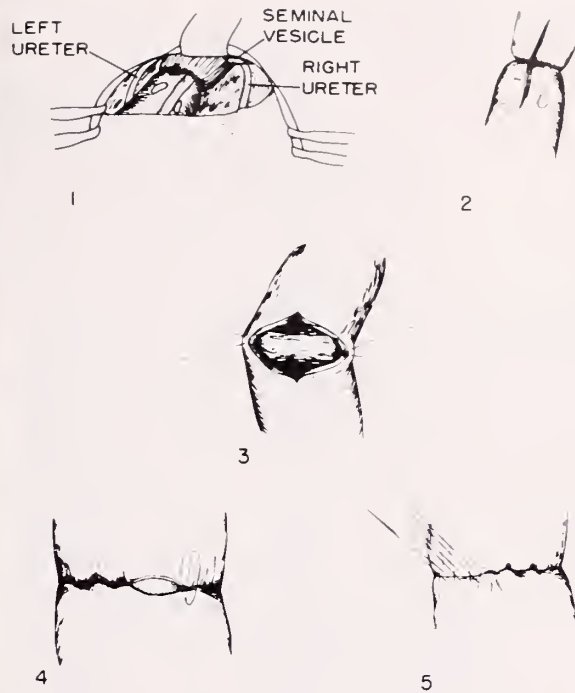 LEFT
URETER
SEMINAL
VESICLE
RIGHT
URETER
1
2
3
4
5